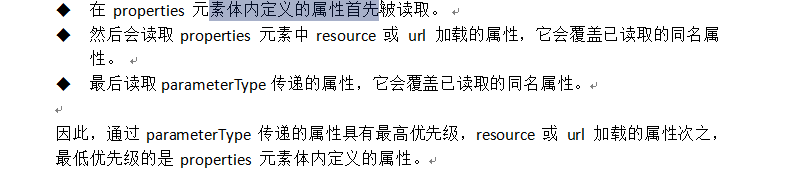 ◆ 在 properties 元素体内定义的属性首先被读取。
◆ 然后会读取 properties 元素中 resource 或 url 加载的属性，它会覆盖已读取的同名属
性。
◆ 最后读取 parameterType 传递的属性，它会覆盖已读取的同名属性。
因此，通过 parameterType 传递的属性具有最高优先级，resource 或 url 加载的属性次之，
最低优先级的是 properties 元素体内定义的属性。